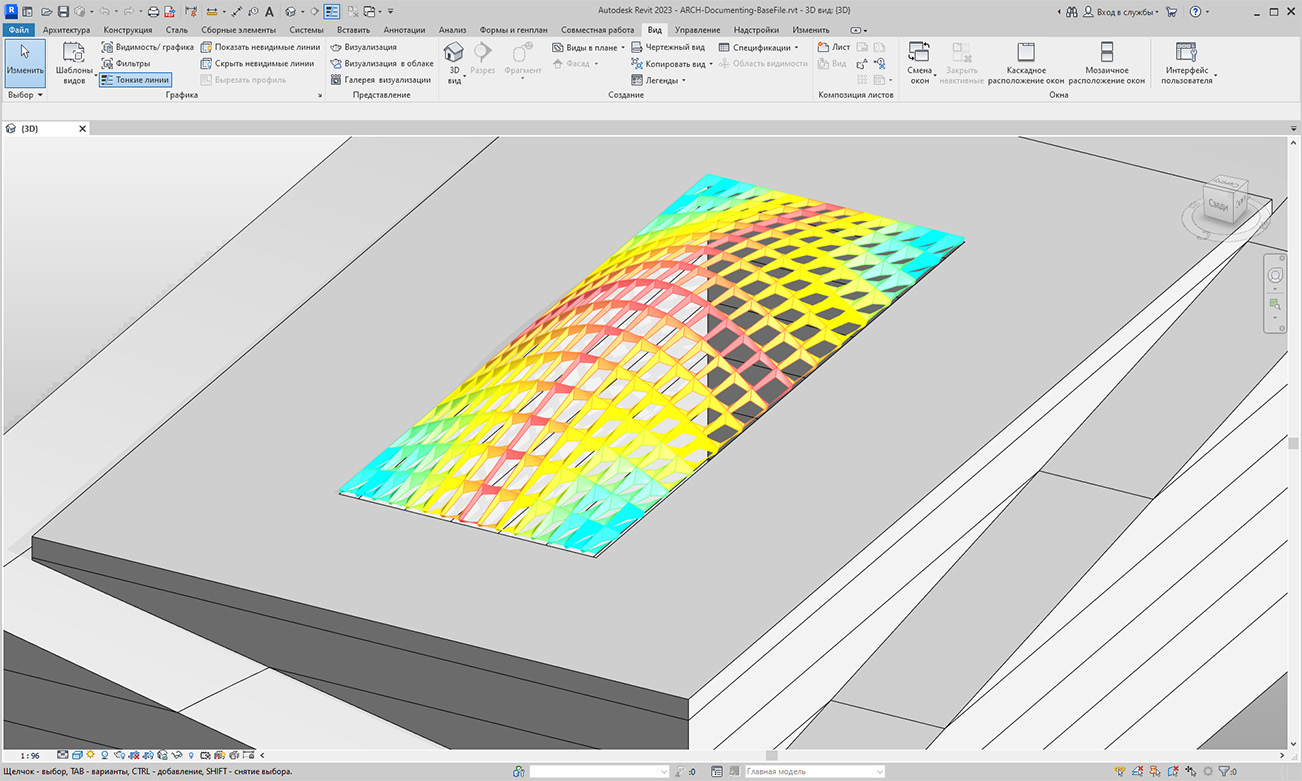 Autodesk Revit 2023 - ARCH-Documenting-BaseFile.rvt - 3D вид: {3D}
Вход в службы
Файл Архитектура Конструкция Сталь Сборные элементы Системы Вставить Аннотации Анализ Формы и генплан Совместная работа Вид Управление Надстройки Изменить
Изменить
Выбор
Шаблоны
видов
Видимость/ графика
Фильтры
Тонкие линии
Показать невидимые линии
Скрыть невидимые линии
Вырезать профиль
Графика
Визуализация
Визуализация в облаке
Галерея визуализации
Представление
3D
вид
Разрез
Фрагмент
Виды в плане
Фасад
Чертежный вид
Копировать вид
Легенды
Спецификации
Область видимости
Создание
Лист
Вид
Композиция листов
Смена
окон
Закрыть
неактивные
Каскадное
расположение окон
Мозаичное
расположение окон
Окна
Интерфейс
пользователя
{3D}
Сзади
1 : 96
Щелчок - выбор, TAB - варианты, CTRL - добавление, SHIFT - снятие выбора.
:0
Главная модель
:0